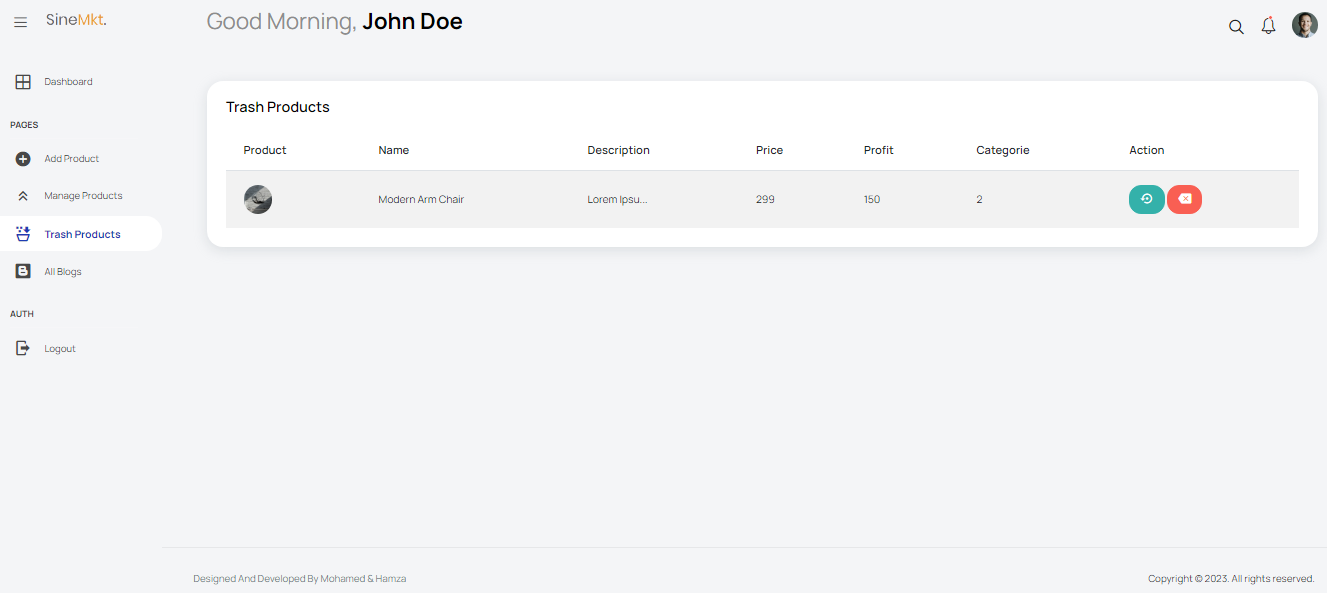 SineMkt.
Good Morning, John Doe
Dashboard
PAGES
Add Product
Manage Products
Trash Products
All Blogs
AUTH
Logout
Trash Products
Product Name Description Price Profit Categorie Action
Modern Arm Chair Lorem Ipsu... 299 150 2
Designed And Developed By Mohamed & Hamza
Copyright © 2023. All rights reserved.